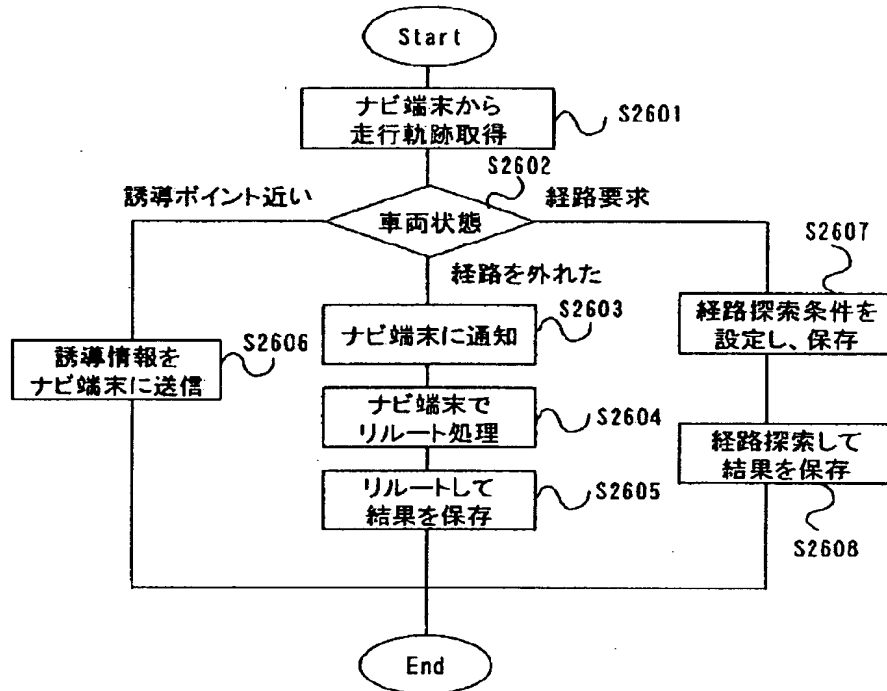 Start
ナビ端末から
走行軌跡取得
S2601
S2602
誘導ポイント近い
車両状態
経路要求
経路を外れた
S2607
S2603
ナビ端末に通知
経路探索条件を
設定し、保存
誘導情報を
ナビ端末に送信
S2606
ナビ端末で
リルート処理
S2604
経路探索して
結果を保存
リルートして
結果を保存
S2605
S2608
End